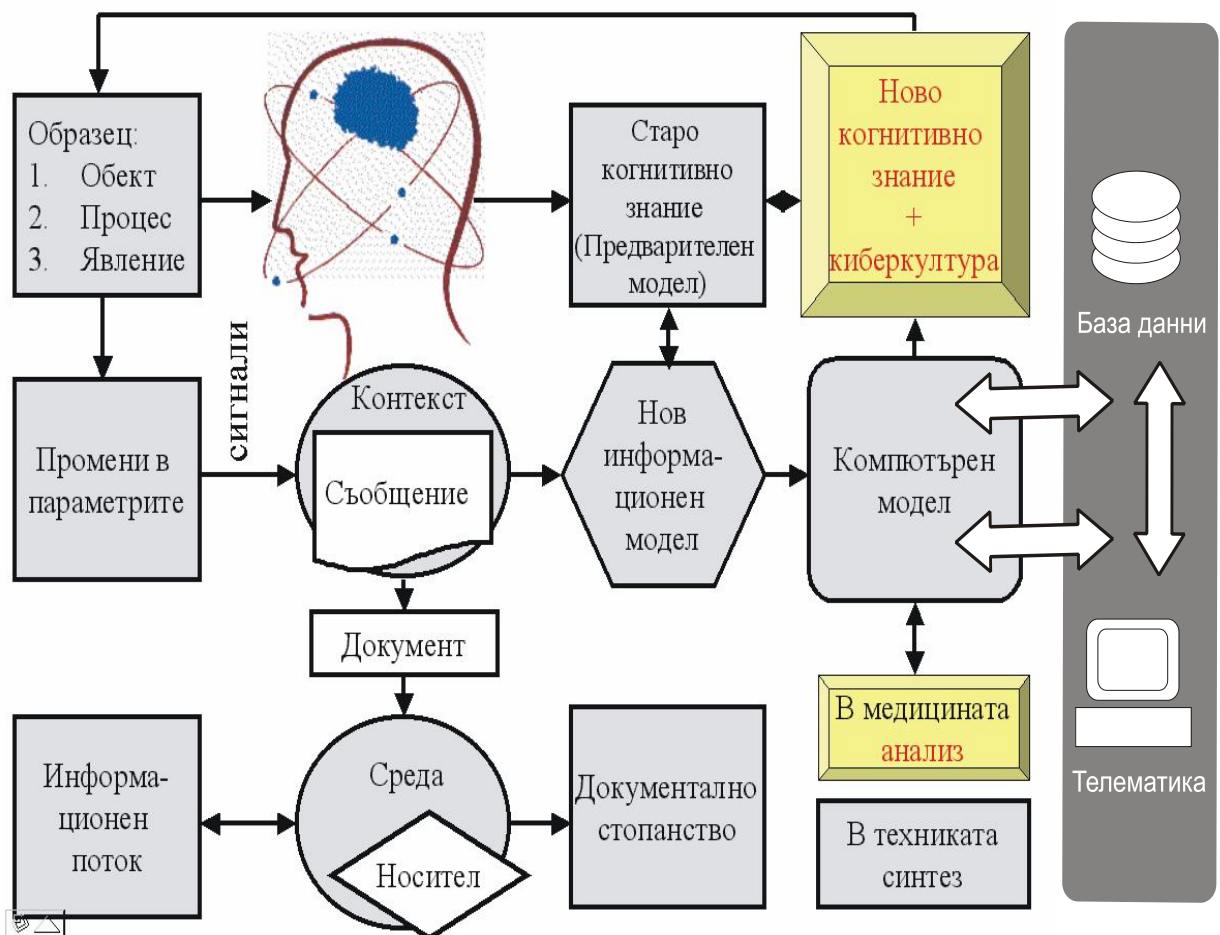 Образец:
1. Обект
2. Процес
3. Явление
Старо
когнитивно
знание
(Предварителен
модел)
Ново
когнитивно
знание
+
киберкултура
База данни
сигнали
Промени в
параметрите
Контекст
Съобщение
Нов
информа-
ционен
модел
Компютърен
модел
Документ
В медицината
анализ
Информа-
ционен
поток
Среда
Носител
Документално
стопанство
В техниката
синтез
Телематика